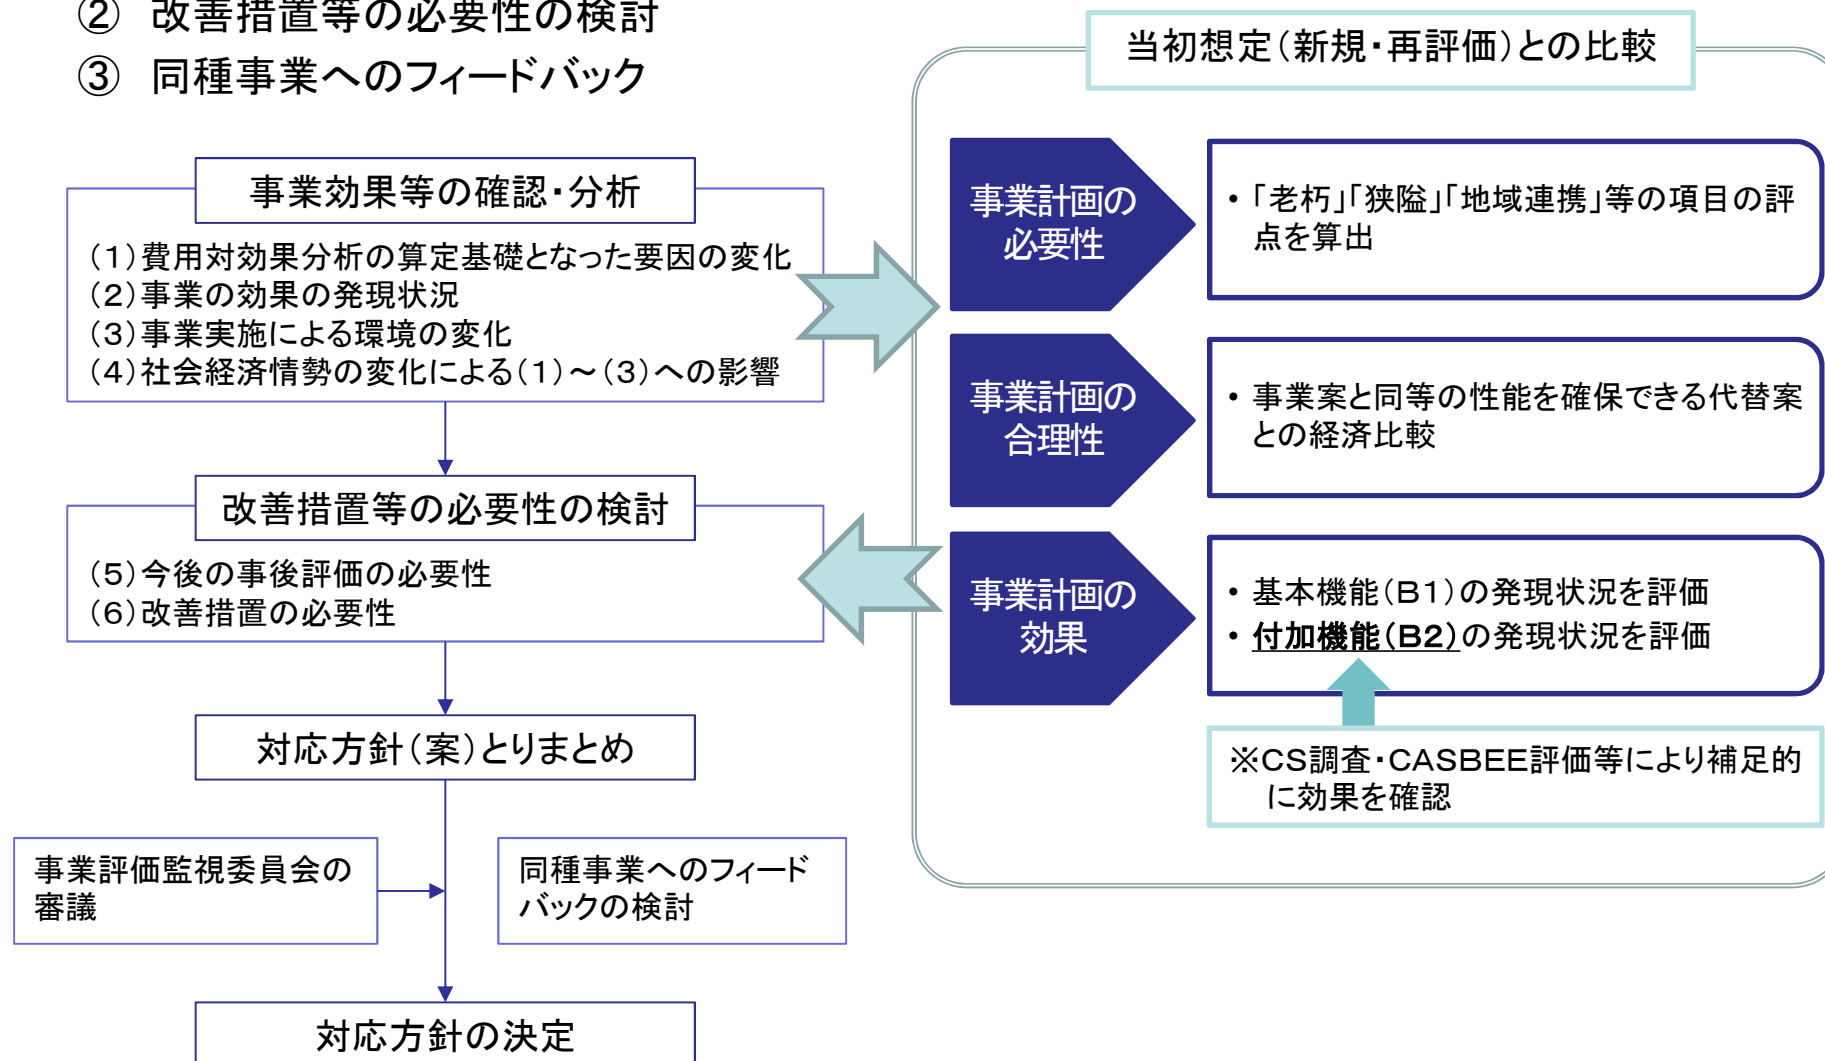 ② 改善措置等の必要性の検討
③ 同種事業へのフィードバック
事業効果等の確認・分析
(1)費用対効果分析の算定基礎となった要因の変化
(2)事業の効果の発現状況
(3)事業実施による環境の変化
(4)社会経済情勢の変化による(1)～(3)への影響
改善措置等の必要性の検討
(5)今後の事後評価の必要性
(6)改善措置の必要性
対応方針(案)とりまとめ
事業評価監視委員会の
審議
同種事業へのフィード
バックの検討
対応方針の決定
当初想定(新規・再評価)との比較
事業計画の
必要性
・「老朽」「狭隘」「地域連携」等の項目の評
点を算出
事業計画の
合理性
・事業案と同等の性能を確保できる代替案
との経済比較
事業計画の
効果
・基本機能(B1)の発現状況を評価
・付加機能(B2)の発現状況を評価
※CS調査・CASBEE評価等により補足的
に効果を確認